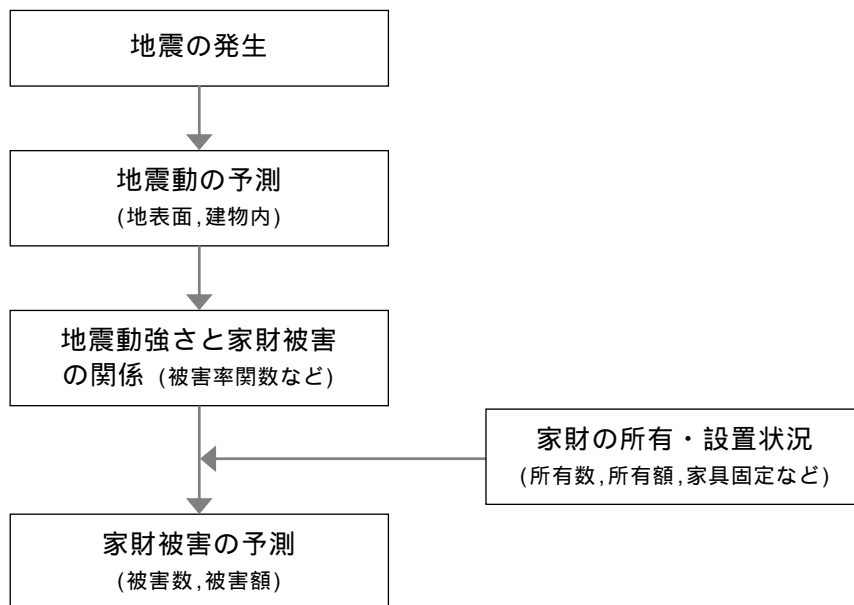 地震の発生
地震動の予測
(地表面,建物内)
地震動強さと家財被害
の関係 (被害率関数など)
家財の所有・設置状況
(所有数,所有額,家具固定など)
家財被害の予測
(被害数,被害額)